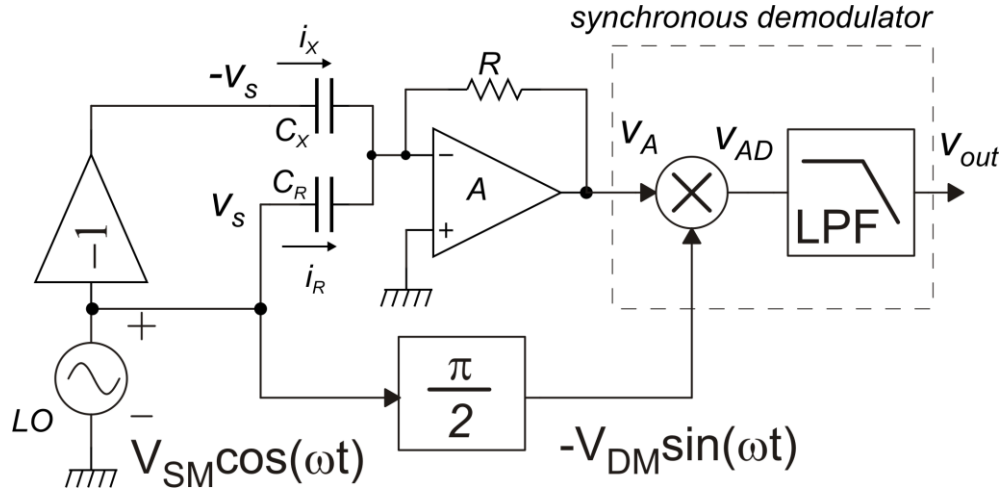 synchronous demodulator
i_X
-v_s
C_X
R
v_A
v_AD
v_out
C_R
v_s
−
A
+
LPF
−1
i_R
+
π
2
LO
−
V_SMcos(ωt)
-V_DMsin(ωt)